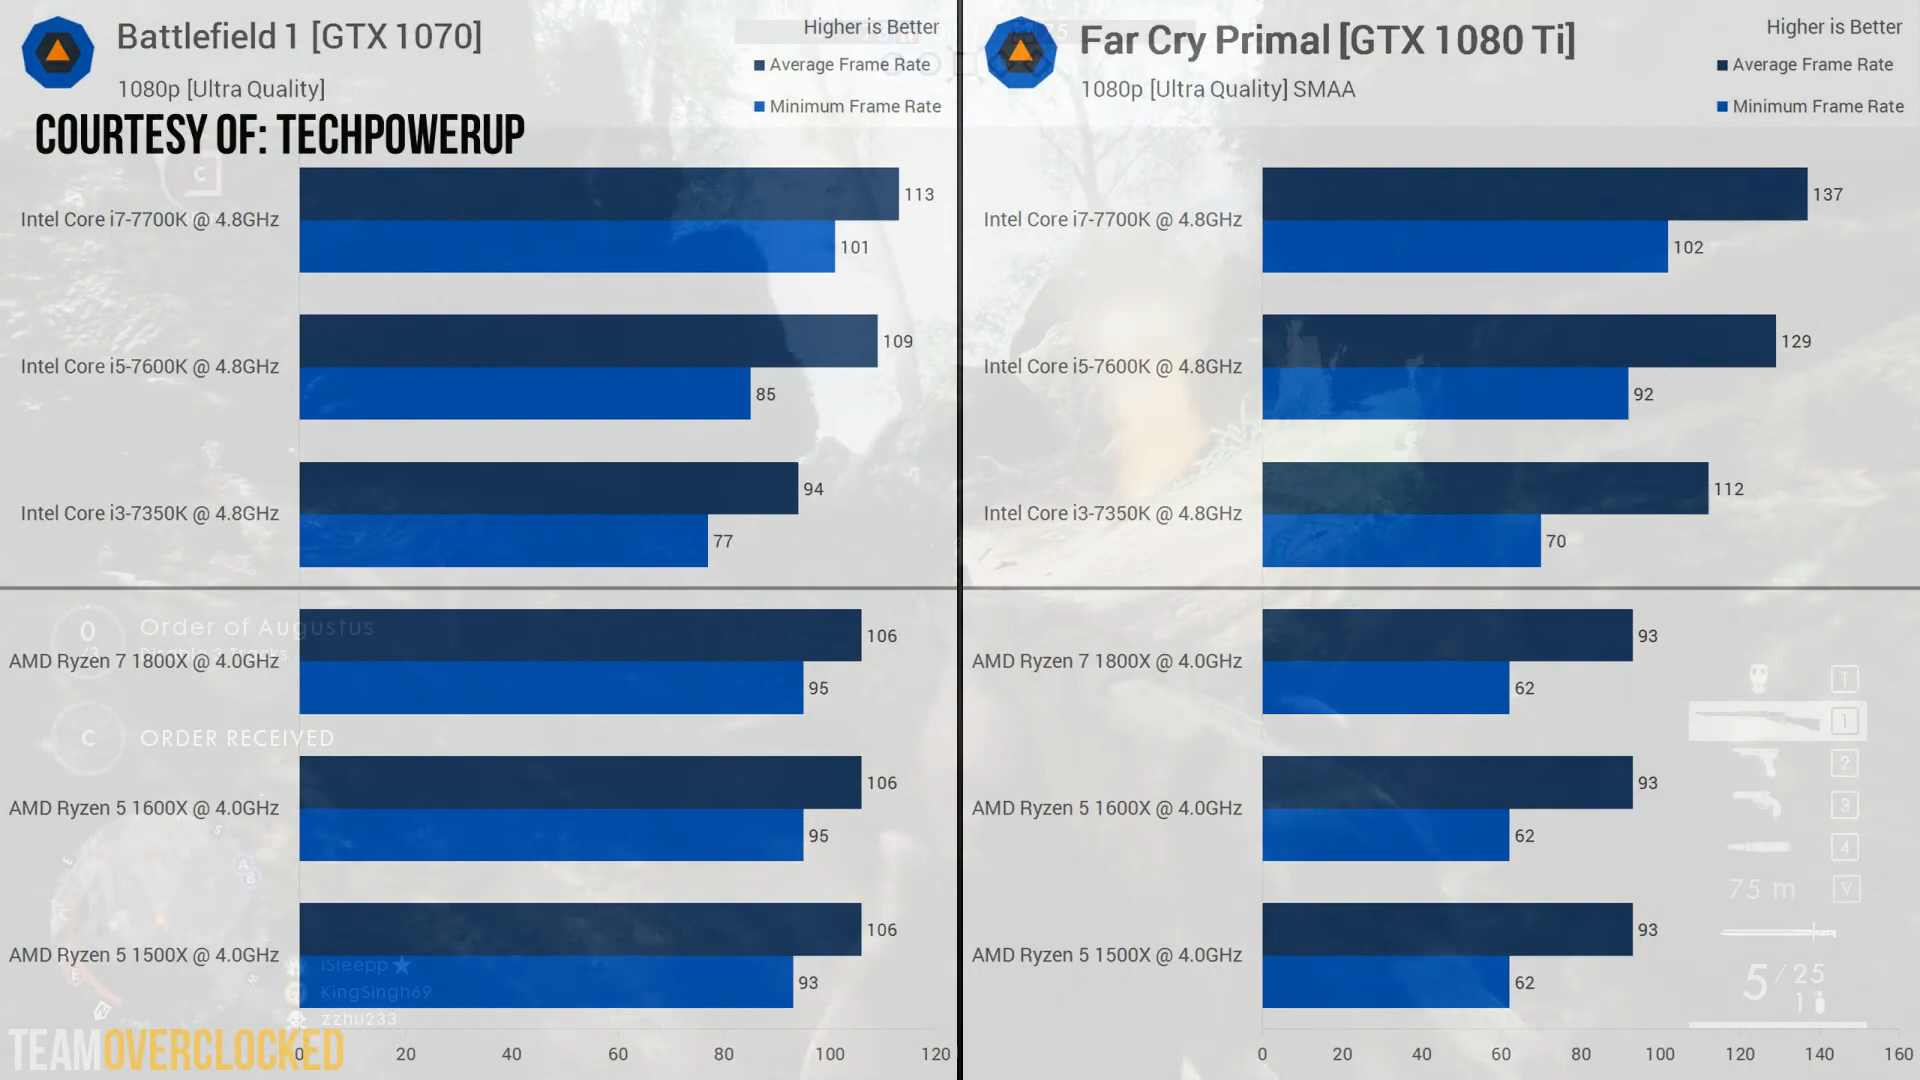 Battlefield 1 [GTX 1070]
1080p [Ultra Quality]
Higher is Better
Average Frame Rate
Minimum Frame Rate
COURTESY OF: TECHPOWERUP
C
Intel Core i7-7700K @ 4.8GHz
113
101
Intel Core i5-7600K @ 4.8GHz
109
85
Intel Core i3-7350K @ 4.8GHz
94
77
0
Order of Augustus
AMD Ryzen 7 1800X @ 4.0GHz
106
95
C
ORDER RECEIVED
AMD Ryzen 5 1600X @ 4.0GHz
106
95
AMD Ryzen 5 1500X @ 4.0GHz
106
93
iSleepp
KingSingh69
zzhu233
TEAMOVERCLOCKED
0 20 40 60 80 100 120
Far Cry Primal [GTX 1080 Ti]
1080p [Ultra Quality] SMAA
Higher is Better
Average Frame Rate
Minimum Frame Rate
Intel Core i7-7700K @ 4.8GHz
137
102
Intel Core i5-7600K @ 4.8GHz
129
92
Intel Core i3-7350K @ 4.8GHz
112
70
AMD Ryzen 7 1800X @ 4.0GHz
93
62
AMD Ryzen 5 1600X @ 4.0GHz
93
62
AMD Ryzen 5 1500X @ 4.0GHz
93
62
T
1
2
3
4
75 m V
5/25
1
0 20 40 60 80 100 120 140 160